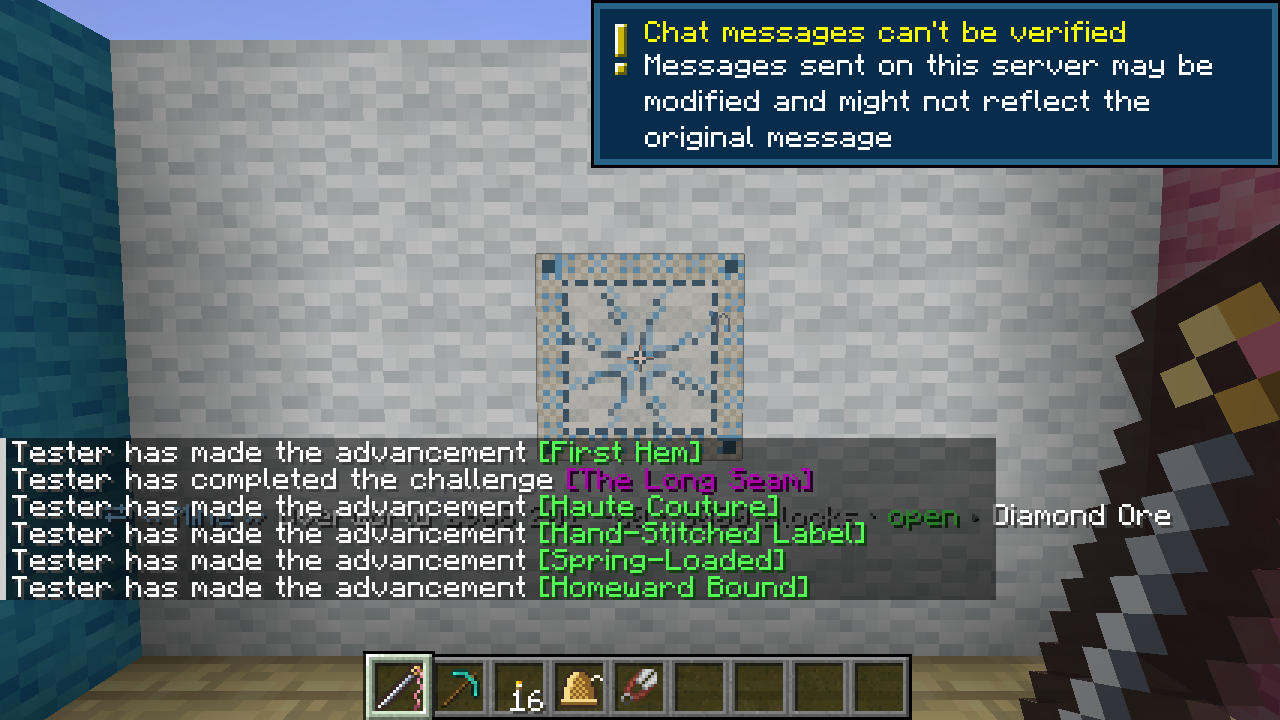 Chat messages can't be verified
Messages sent on this server may be
modified and might not reflect the
original message
Tester has made the advancement [First Hem]
Tester has completed the challenge [The Long Seam]
Tester has made the advancement [Haute Couture]
open · Diamond Ore
Tester has made the advancement [Hand-Stitched Label]
Tester has made the advancement [Spring-Loaded]
Tester has made the advancement [Homeward Bound]
16